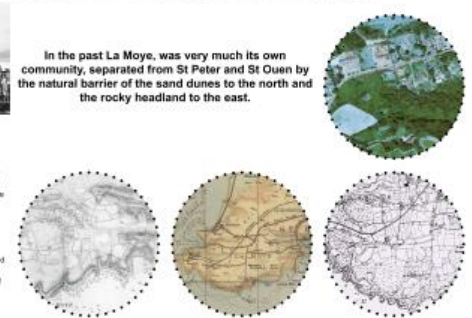 In the past La Moye, was very much its own
community, separated from St Peter and St Ouen by
the natural barrier of the sand dunes to the north and
the rocky headland to the east.